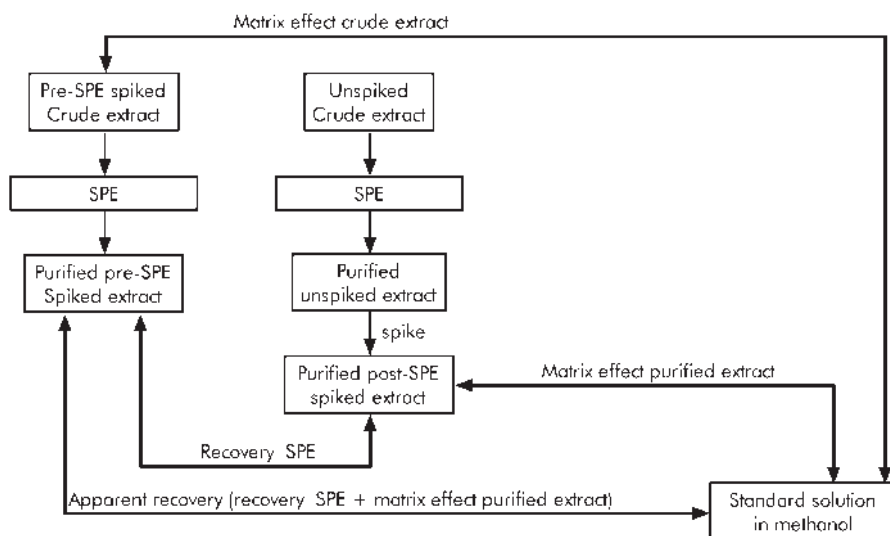 Matrix effect crude extract
Pre-SPE spiked
Crude extract
Unspiked
Crude extract
SPE
SPE
Purified pre-SPE
Spiked extract
Purified
unspiked extract
spike
Purified post-SPE
spiked extract
Matrix effect purified extract
Recovery SPE
Apparent recovery (recovery SPE + matrix effect purified extract)
Standard solution
in methanol